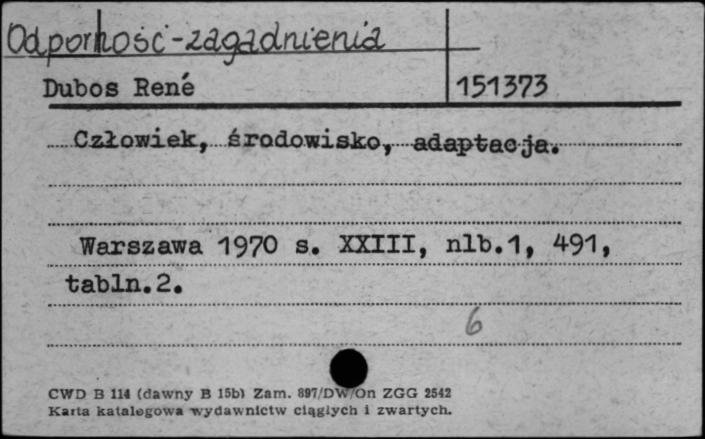 Odporność-zagadnienia
Dubos René 151373
Człowiek, środowisko, adaptacja.
Warszawa 1970 s. XXIII, nlb.1, 491,
tabln.2.
6
CWD B 114 (dawny B 15b) Zam. 897/DW/On ZGG 2542
Karta katalogowa wydawnictw ciągłych i zwartych.